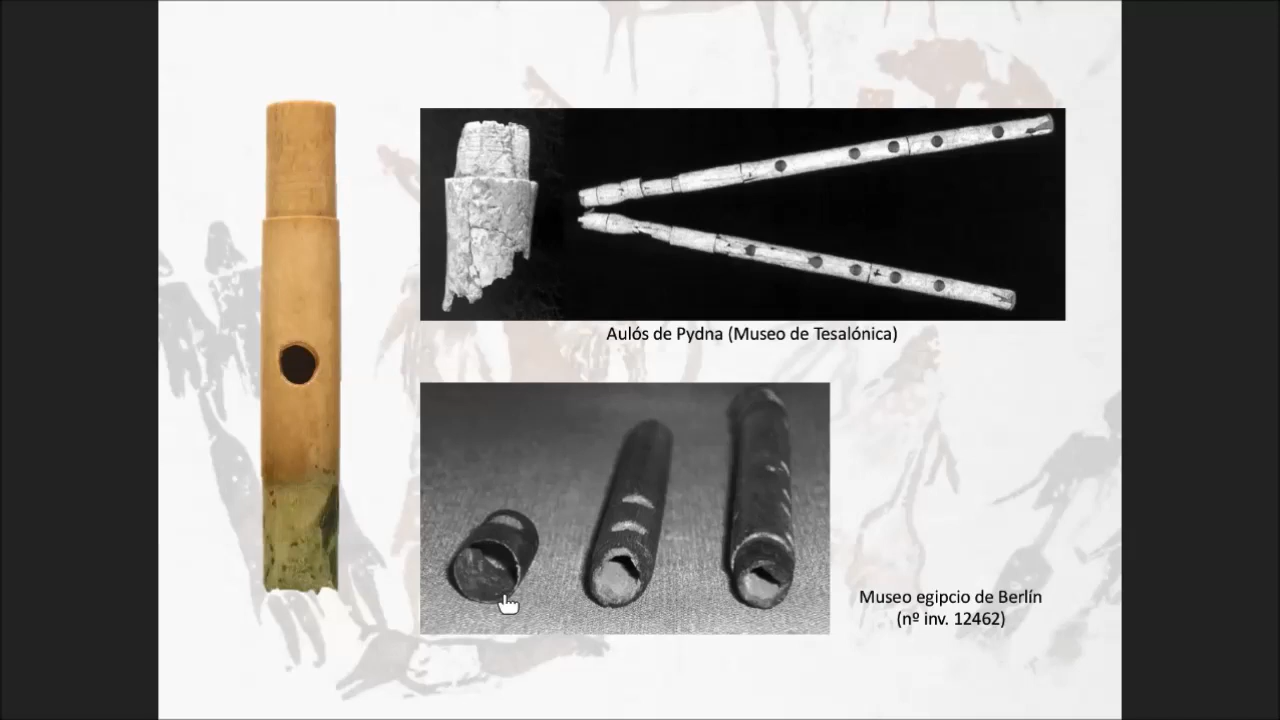 Aulós de Pydna (Museo de Tesalónica)
Museo egipcio de Berlín
(nº inv. 12462)